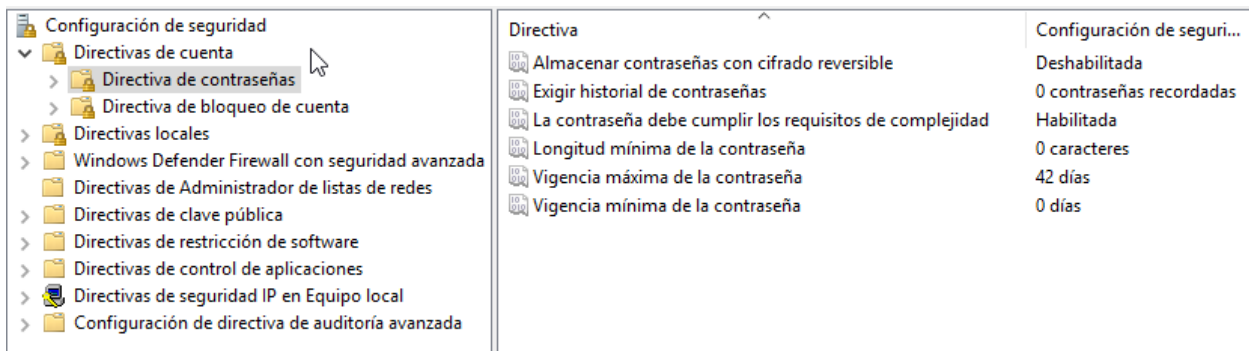 Configuración de seguridad
Directivas de cuenta
Directiva de contraseñas
Directiva de bloqueo de cuenta
Directivas locales
Windows Defender Firewall con seguridad avanzada
Directivas de Administrador de listas de redes
Directivas de clave pública
Directivas de restricción de software
Directivas de control de aplicaciones
Directivas de seguridad IP en Equipo local
Configuración de directiva de auditoría avanzada
Directiva Configuración de seguri...
Almacenar contraseñas con cifrado reversible Deshabilitada
Exigir historial de contraseñas 0 contraseñas recordadas
La contraseña debe cumplir los requisitos de complejidad Habilitada
Longitud mínima de la contraseña 0 caracteres
Vigencia máxima de la contraseña 42 días
Vigencia mínima de la contraseña 0 días